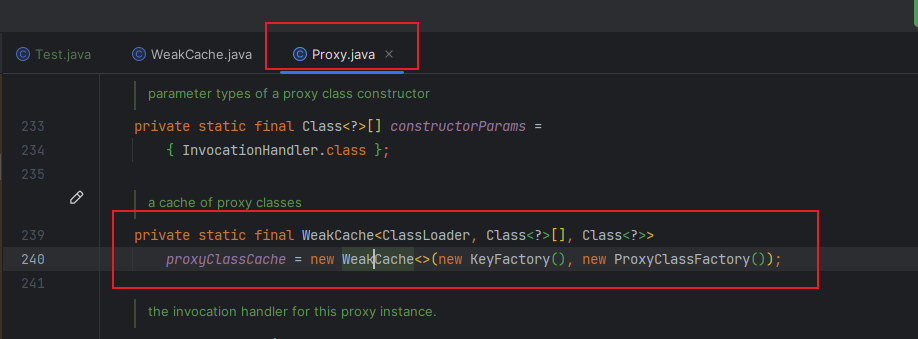 Test.java WeakCache.java Proxy.java ×
parameter types of a proxy class constructor
233 private static final Class<?>[] constructorParams =
234 { InvocationHandler.class };
235
a cache of proxy classes
239 private static final WeakCache<ClassLoader, Class<?>[], Class<?>>
240 proxyClassCache = new WeakCache<>(new KeyFactory(), new ProxyClassFactory());
241
the invocation handler for this proxy instance.